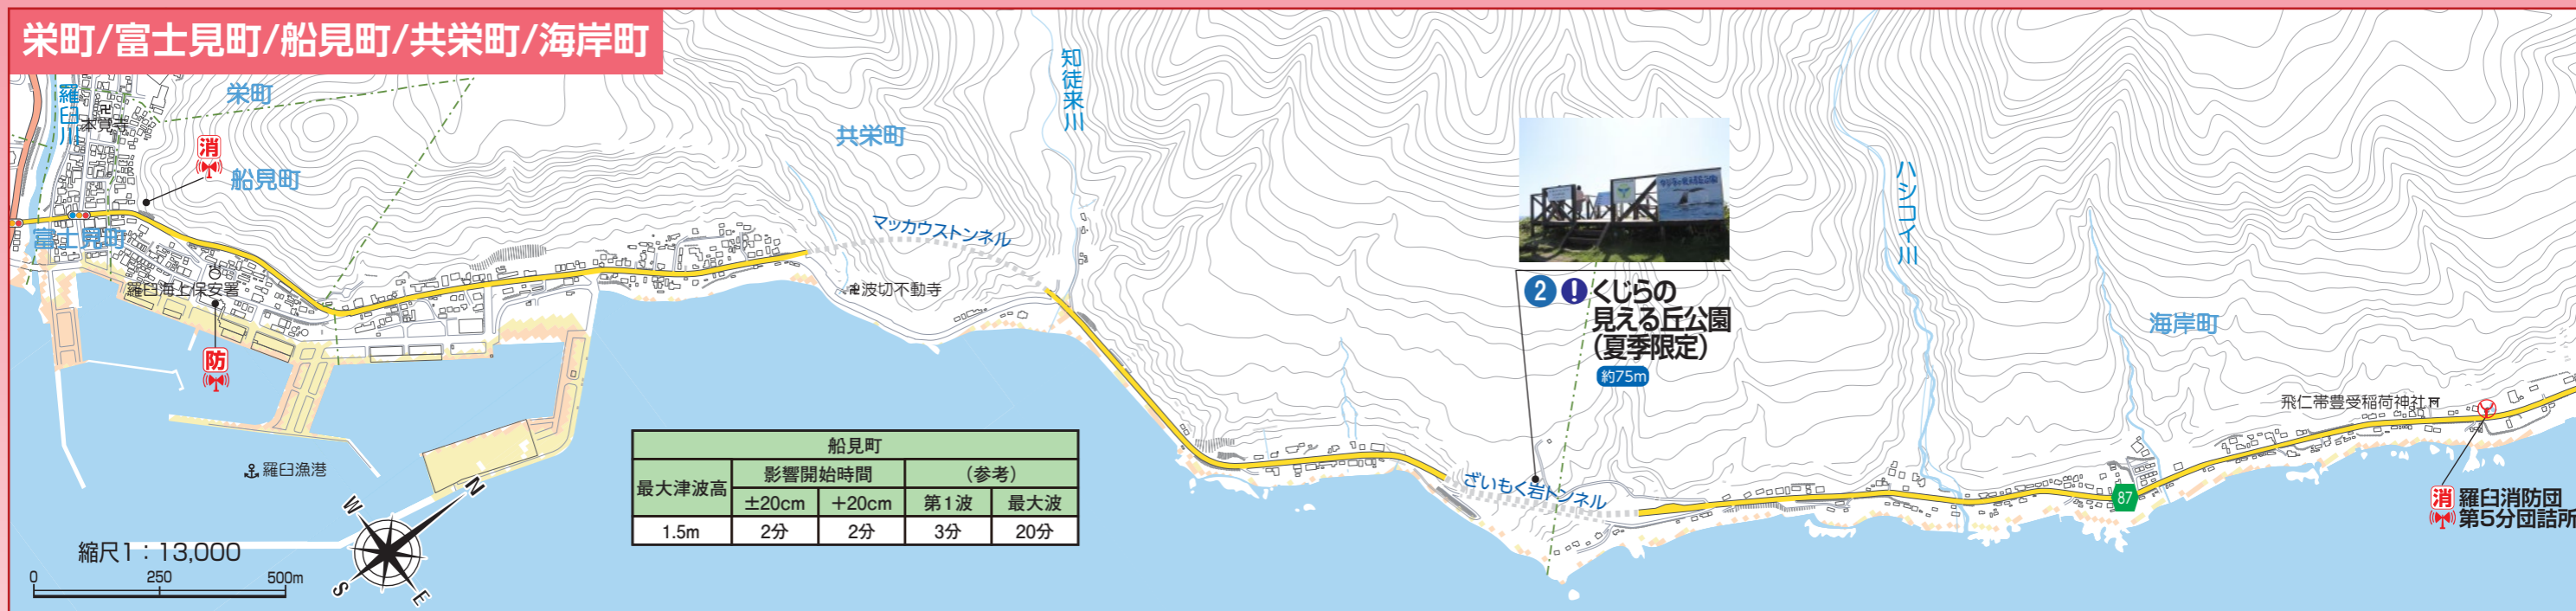 栄町/富士見町/船見町/共栄町/海岸町
羅臼川
栄町
本覚寺
消
船見町
富士見町
羅臼海上保安署
防
羅臼漁港
共栄町
知徒来川
マッカウストンネル
波切不動寺
船見町
最大津波高
影響開始時間
(参考)
±20cm
+20cm
第1波
最大波
1.5m
2分
2分
3分
20分
縮尺1：13,000
0
250
500m
N
W
S
E
2
!
くじらの
見える丘公園
(夏季限定)
約75m
ざいもく岩トンネル
ハシコイ川
海岸町
87
飛仁帯豊受稲荷神社
消
羅臼消防団
第5分団詰所